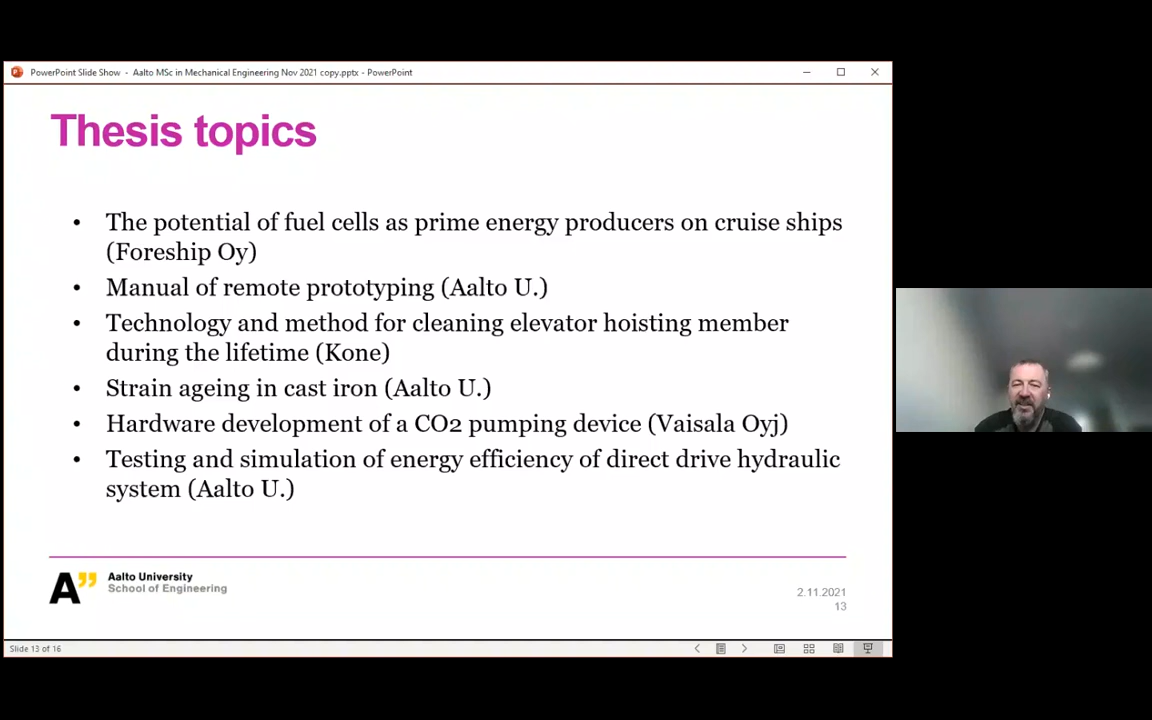 PowerPoint Slide Show - Aalto MSc in Mechanical Engineering Nov 2021 copy.pptx - PowerPoint
Thesis topics
• The potential of fuel cells as prime energy producers on cruise ships
(Foreship Oy)
• Manual of remote prototyping (Aalto U.)
• Technology and method for cleaning elevator hoisting member
during the lifetime (Kone)
• Strain ageing in cast iron (Aalto U.)
• Hardware development of a CO2 pumping device (Vaisala Oyj)
• Testing and simulation of energy efficiency of direct drive hydraulic
system (Aalto U.)
A”
Aalto University
School of Engineering
2.11.2021
13
Slide 13 of 16